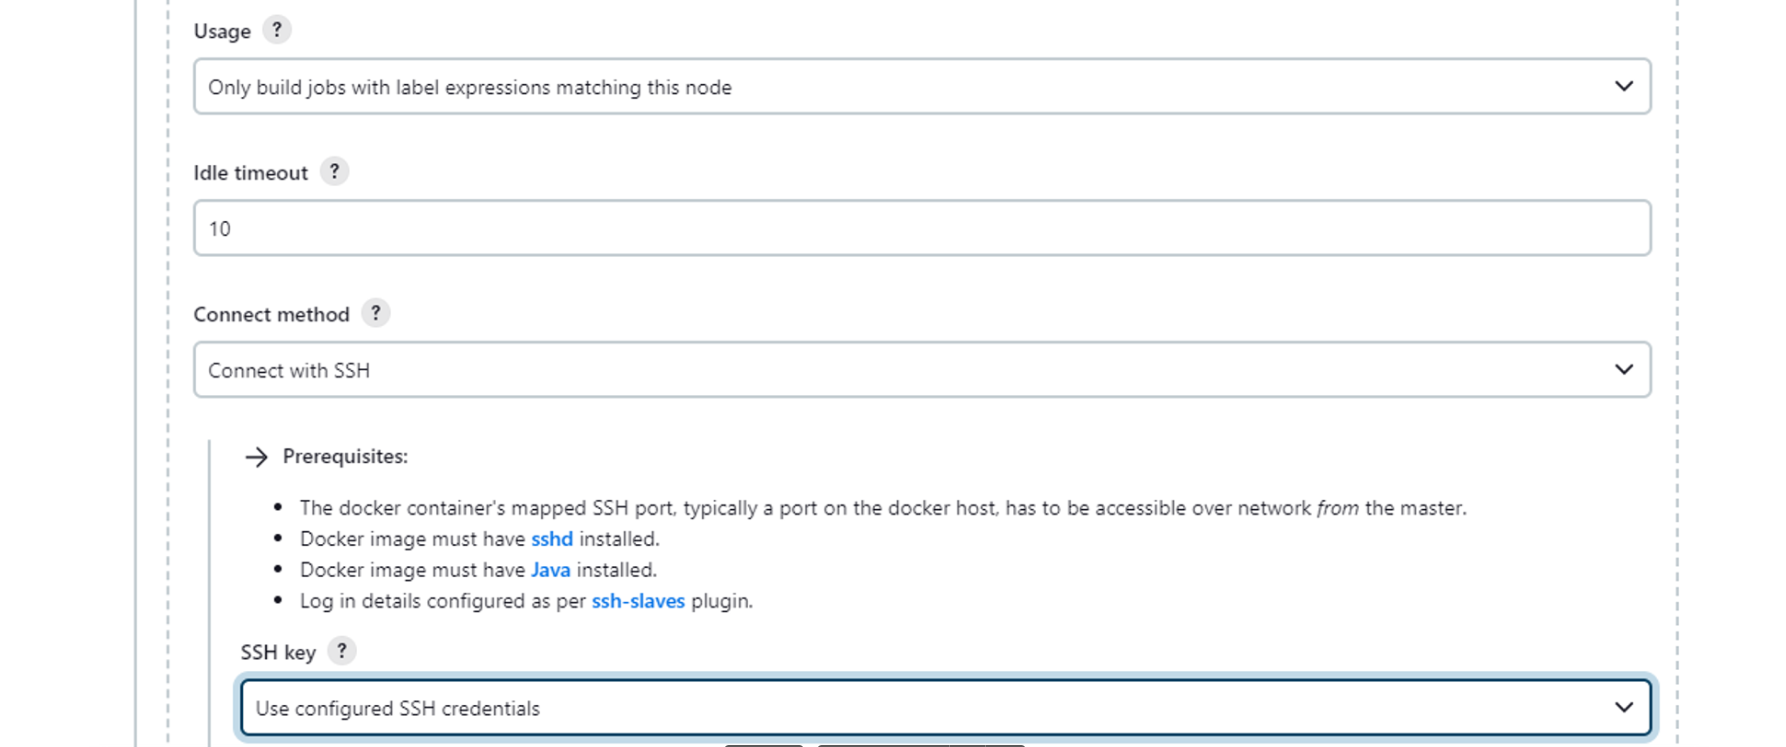 Usage ?
Only build jobs with label expressions matching this node
Idle timeout ?
10
Connect method ?
Connect with SSH
→ Prerequisites:
• The docker container's mapped SSH port, typically a port on the docker host, has to be accessible over network from the master.
• Docker image must have sshd installed.
• Docker image must have Java installed.
• Log in details configured as per ssh-slaves plugin.
SSH key ?
Use configured SSH credentials